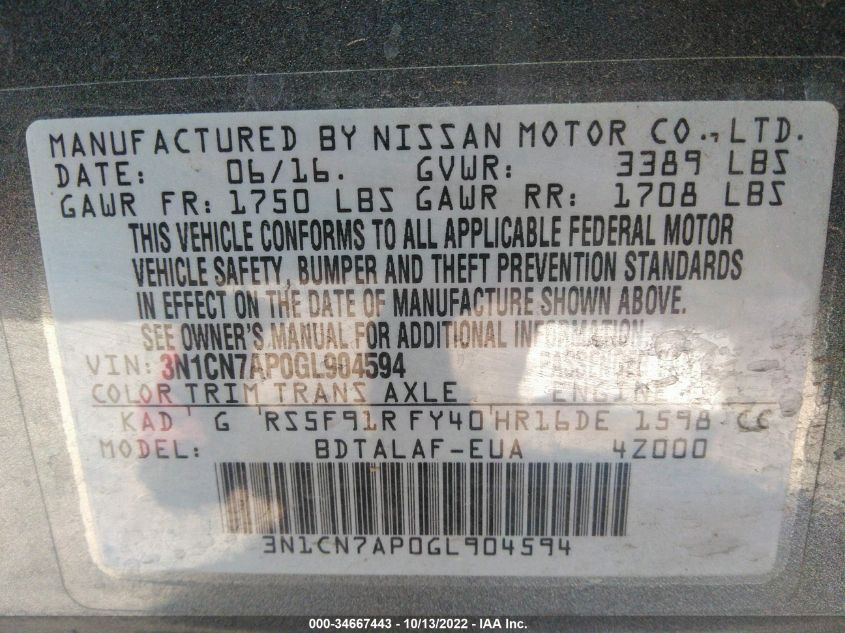 MANUFACTURED BY NISSAN MOTOR CO., LTD.
DATE: 06/16. GVWR: 3389 LBS
GAWR FR: 1750 LBS GAWR RR: 1708 LBS
THIS VEHICLE CONFORMS TO ALL APPLICABLE FEDERAL MOTOR
VEHICLE SAFETY, BUMPER AND THEFT PREVENTION STANDARDS
IN EFFECT ON THE DATE OF MANUFACTURE SHOWN ABOVE.
SEE OWNER'S MANUAL FOR ADDITIONAL INFORMATION.
VIN: 3N1CN7AP0GL904594 PASSENGER
COLOR TRIM TRANS AXLE ENGINE
KAD G RS5F91R FY40 HR16DE 1598 CC
MODEL: BDTALAF-EUA 4Z000
3N1CN7AP0GL904594
000-34667443 - 10/13/2022 - IAA Inc.